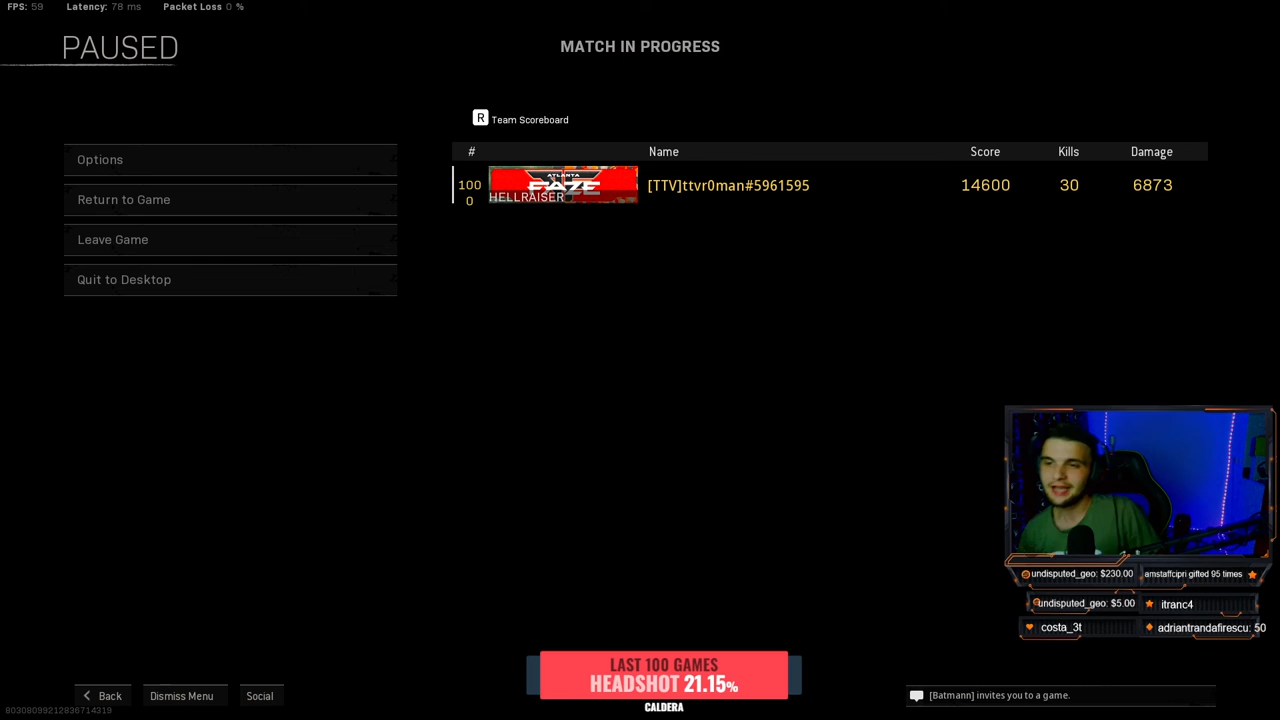 FPS: 59 Latency: 78 ms Packet Loss 0 %
PAUSED
MATCH IN PROGRESS
R Team Scoreboard
# Name Score Kills Damage
1000 ATLANTA FAZE HELLRAISER [TTV]ttvr0man#5961595 14600 30 6873
Options
Return to Game
Leave Game
Quit to Desktop
undisputed_geo: $230.00 amstaffcipri gifted 95 times
undisputed_geo: $5.00 itranc4
costa_3t adriantrandafirescu: 50
LAST 100 GAMES
HEADSHOT 21.15%
CALDERA
Back Dismiss Menu Social
[Batmann] invites you to a game.
80308099212836714319